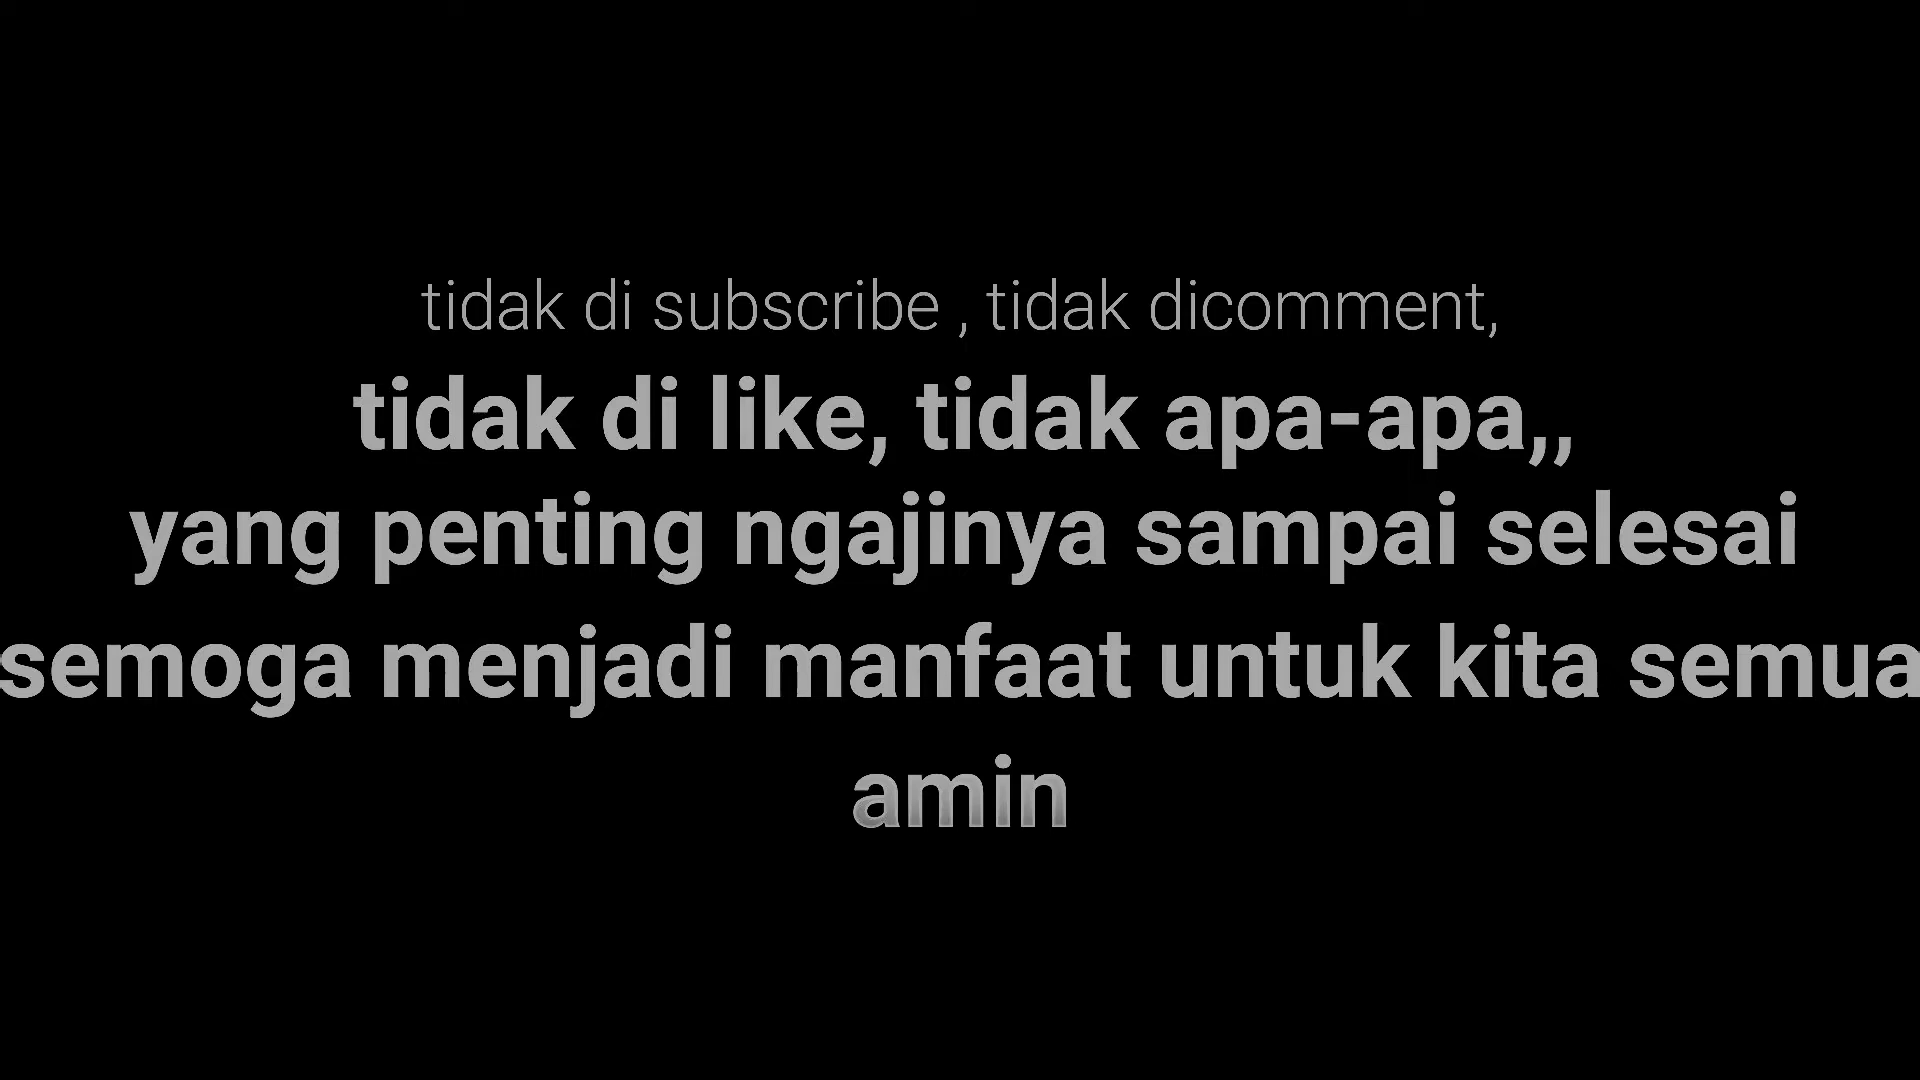 tidak di subscribe , tidak dicomment,
tidak di like, tidak apa-apa,,
yang penting ngajinya sampai selesai
semoga menjadi manfaat untuk kita semua
amin